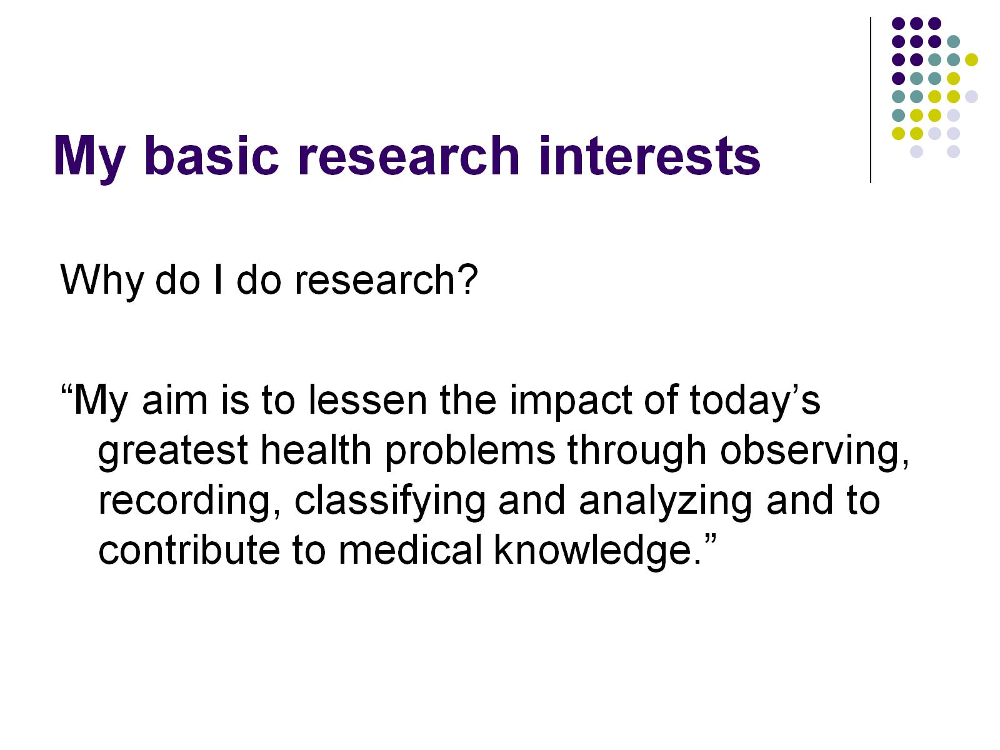 My basic research interests
Why do I do research?
“My aim is to lessen the impact of today’s
greatest health problems through observing,
recording, classifying and analyzing and to
contribute to medical knowledge.”